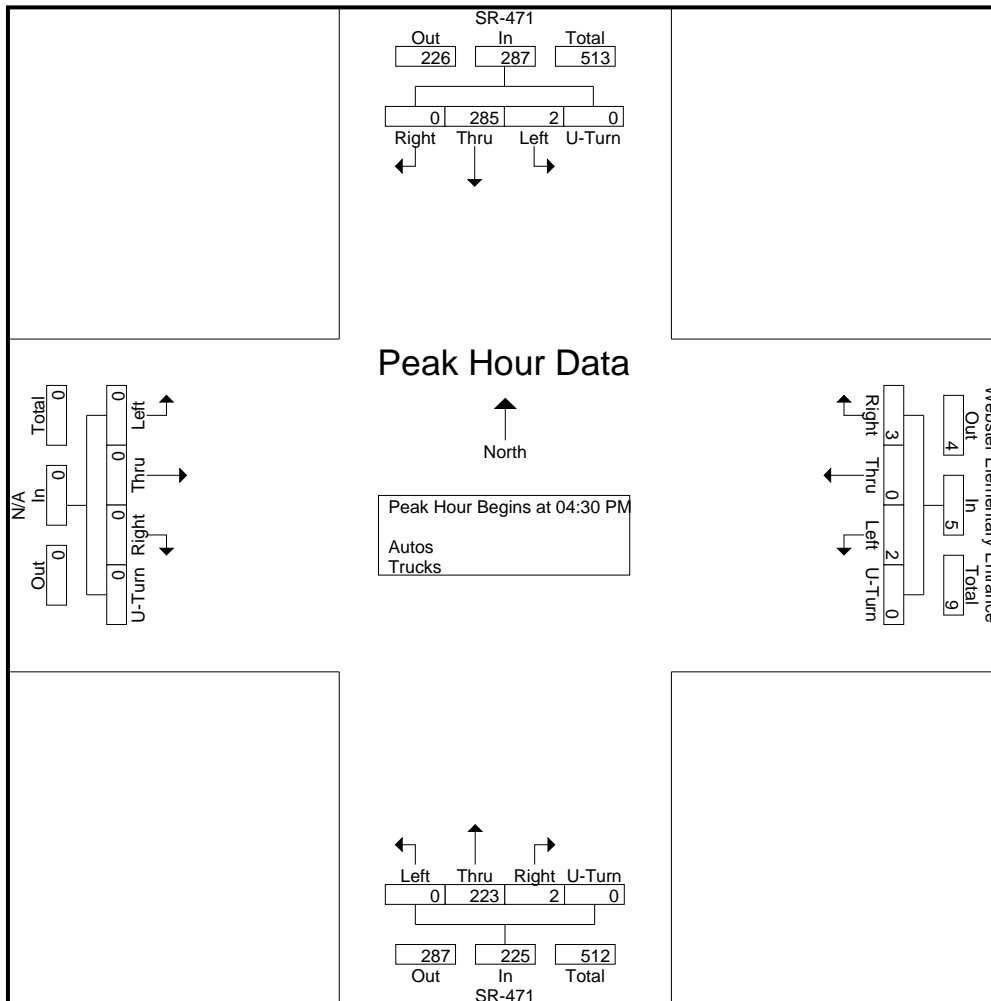 SR-471
Out In Total
226 287 513
0 285 2 0
Right Thru Left U-Turn
Peak Hour Data
North
Peak Hour Begins at 04:30 PM
Autos
Trucks
N/A
Total In Out
0 0 0
0 0 0 0
Left Thru Right U-Turn
Webster Elementary Entrance
Out In Total
4 5 9
3 0 2 0
Right Thru Left U-Turn
Left Thru Right U-Turn
0 223 2 0
287 225 512
Out In Total
SR-471